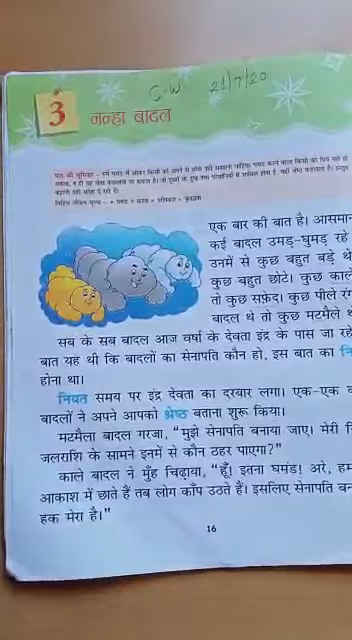 C.W 21/7/20
पाठ
3 नन्हा बादल
पाठ की भूमिका –
एक बार की बात है। आसमान
कई बादल उमड़-घुमड़ रहे
उनमें से कुछ बहुत बड़े थे
कुछ बहुत छोटे। कुछ काले
तो कुछ सफ़ेद। कुछ पीले रंग
बादल थे तो कुछ मटमैले
सब के सब बादल आज वर्षा के देवता इंद्र के पास जा रहे
बात यह थी कि बादलों का सेनापति कौन हो, इस बात का
होना था।
नियत समय पर इंद्र देवता का दरबार लगा। एक-एक
बादलों ने अपने आपको श्रेष्ठ बताना शुरू किया।
मटमैला बादल गरजा, “मुझे सेनापति बनाया जाए। मेरी
जलराशि के सामने इनमें से कौन ठहर पाएगा?”
काले बादल ने मुँह चिढ़ाया, “हूँ! इतना घमंड! अरे,
आकाश में छाते हैं तब लोग काँप उठते हैं। इसलिए सेनापति
हक मेरा है।”
16